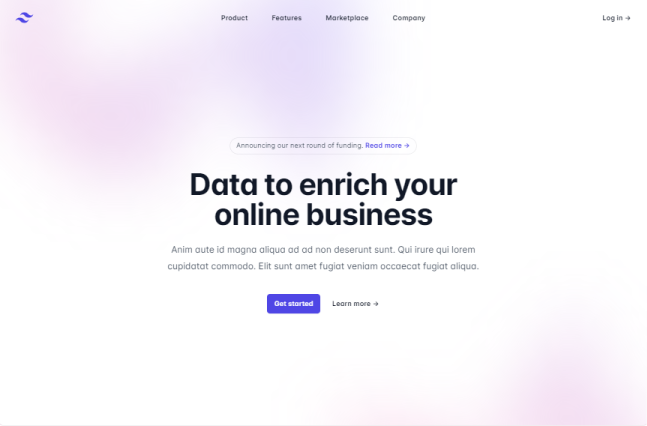 Product Features Marketplace Company Log in →
Announcing our next round of funding. Read more →
Data to enrich your
online business
Anim aute id magna aliqua ad ad non deserunt sunt. Qui irure qui lorem
cupidatat commodo. Elit sunt amet fugiat veniam occaecat fugiat aliqua.
Get started Learn more →